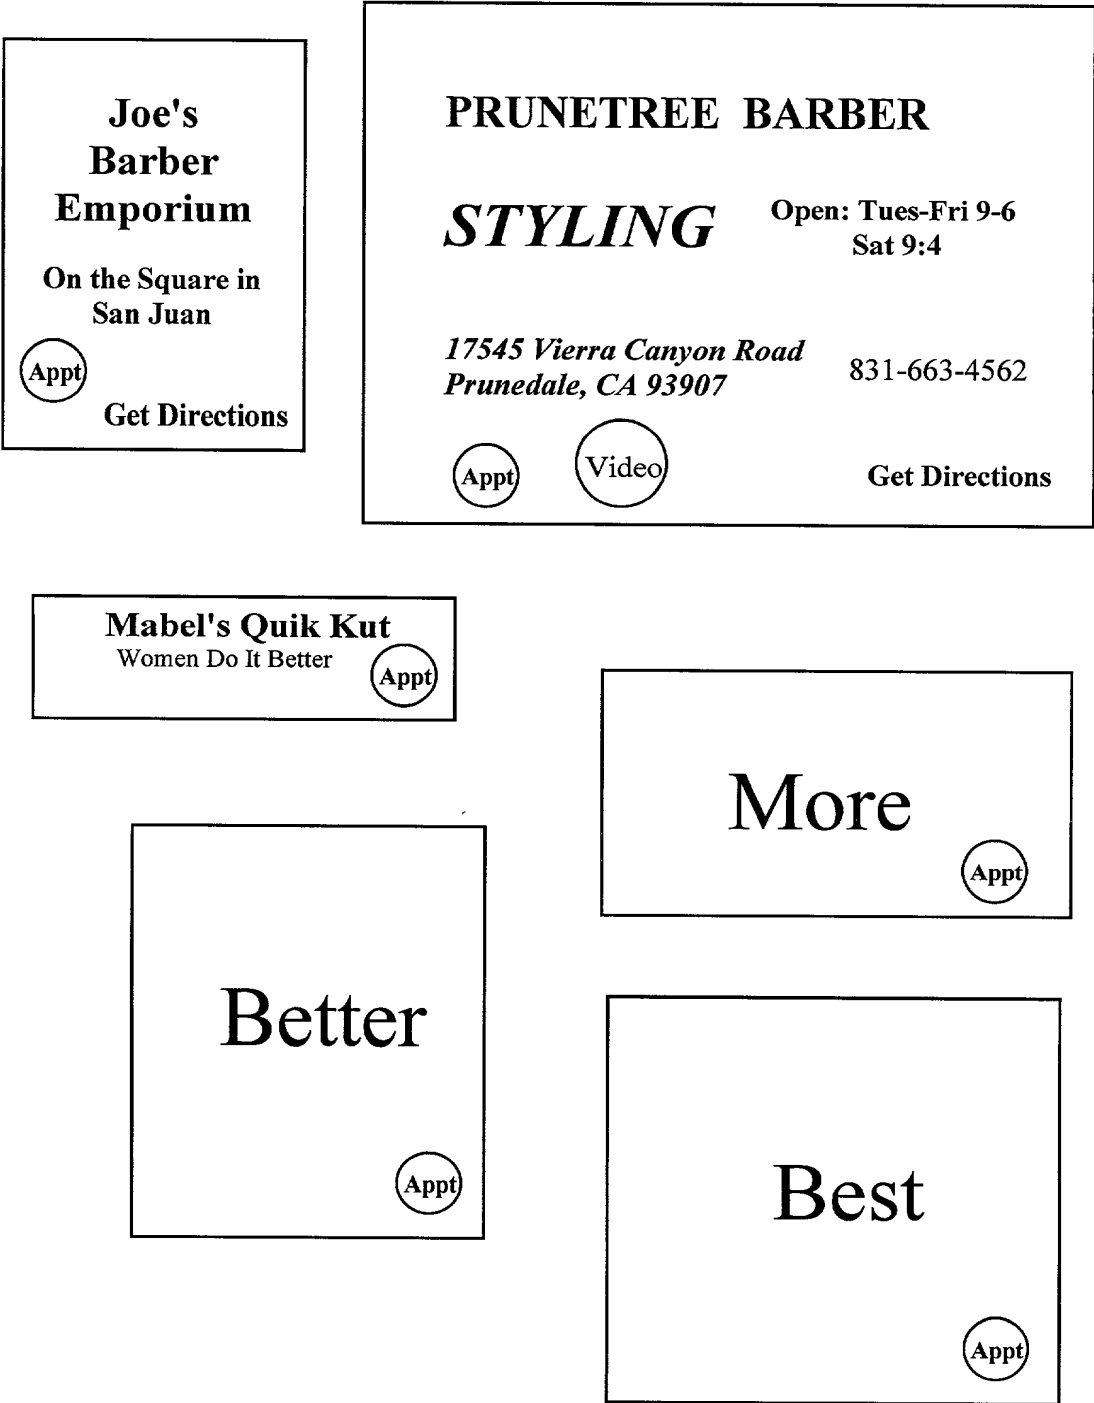 Joe's
Barber
Emporium
On the Square in
San Juan
Appt
Get Directions
PRUNETREE BARBER
STYLING
Open: Tues-Fri 9-6
Sat 9:4
17545 Vierra Canyon Road
Prunedale, CA 93907
831-663-4562
Appt
Video
Get Directions
Mabel's Quik Kut
Women Do It Better
Appt
More
Appt
Better
Appt
Best
Appt